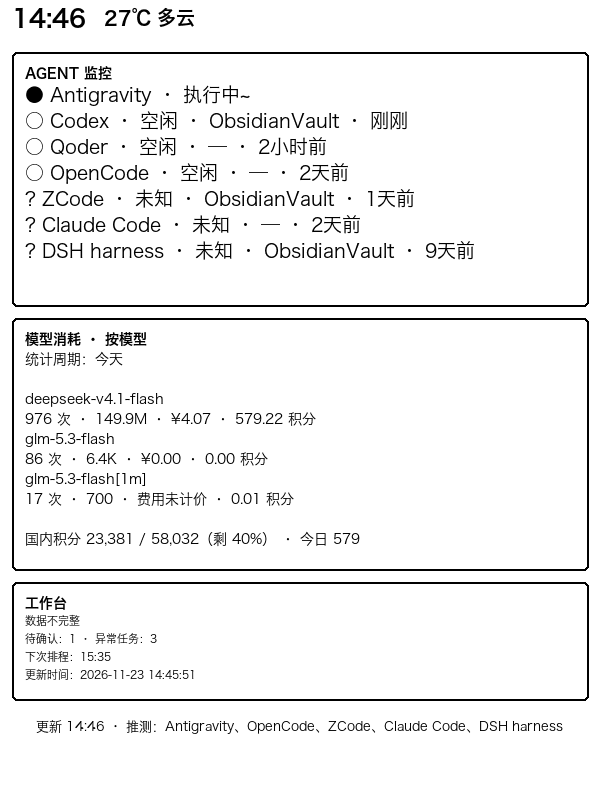 14:46 27℃ 多云
AGENT 监控
● Antigravity · 执行中~
○ Codex · 空闲 · ObsidianVault · 刚刚
○ Qoder · 空闲 · — · 2小时前
○ OpenCode · 空闲 · — · 2天前
? ZCode · 未知 · ObsidianVault · 1天前
? Claude Code · 未知 · — · 2天前
? DSH harness · 未知 · ObsidianVault · 9天前
模型消耗 · 按模型
统计周期：今天
deepseek-v4.1-flash
976 次 · 149.9M · ¥4.07 · 579.22 积分
glm-5.3-flash
86 次 · 6.4K · ¥0.00 · 0.00 积分
glm-5.3-flash[1m]
17 次 · 700 · 费用未计价 · 0.01 积分
国内积分 23,381 / 58,032（剩 40%） · 今日 579
工作台
数据不完整
待确认：1 · 异常任务：3
下次排程：15:35
更新时间：2026-11-23 14:45:51
更新 14:46 · 推测：Antigravity、OpenCode、ZCode、Claude Code、DSH harness